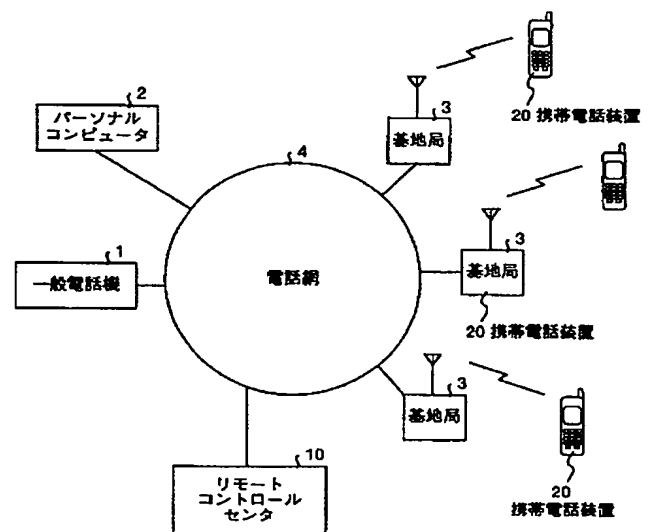 2
パーソナル
コンピュータ
4
3
基地局
20 携帯電話装置
1
一般電話機
電話網
3
基地局
20 携帯電話装置
3
基地局
10
リモート
コントロール
センタ
20
携帯電話装置